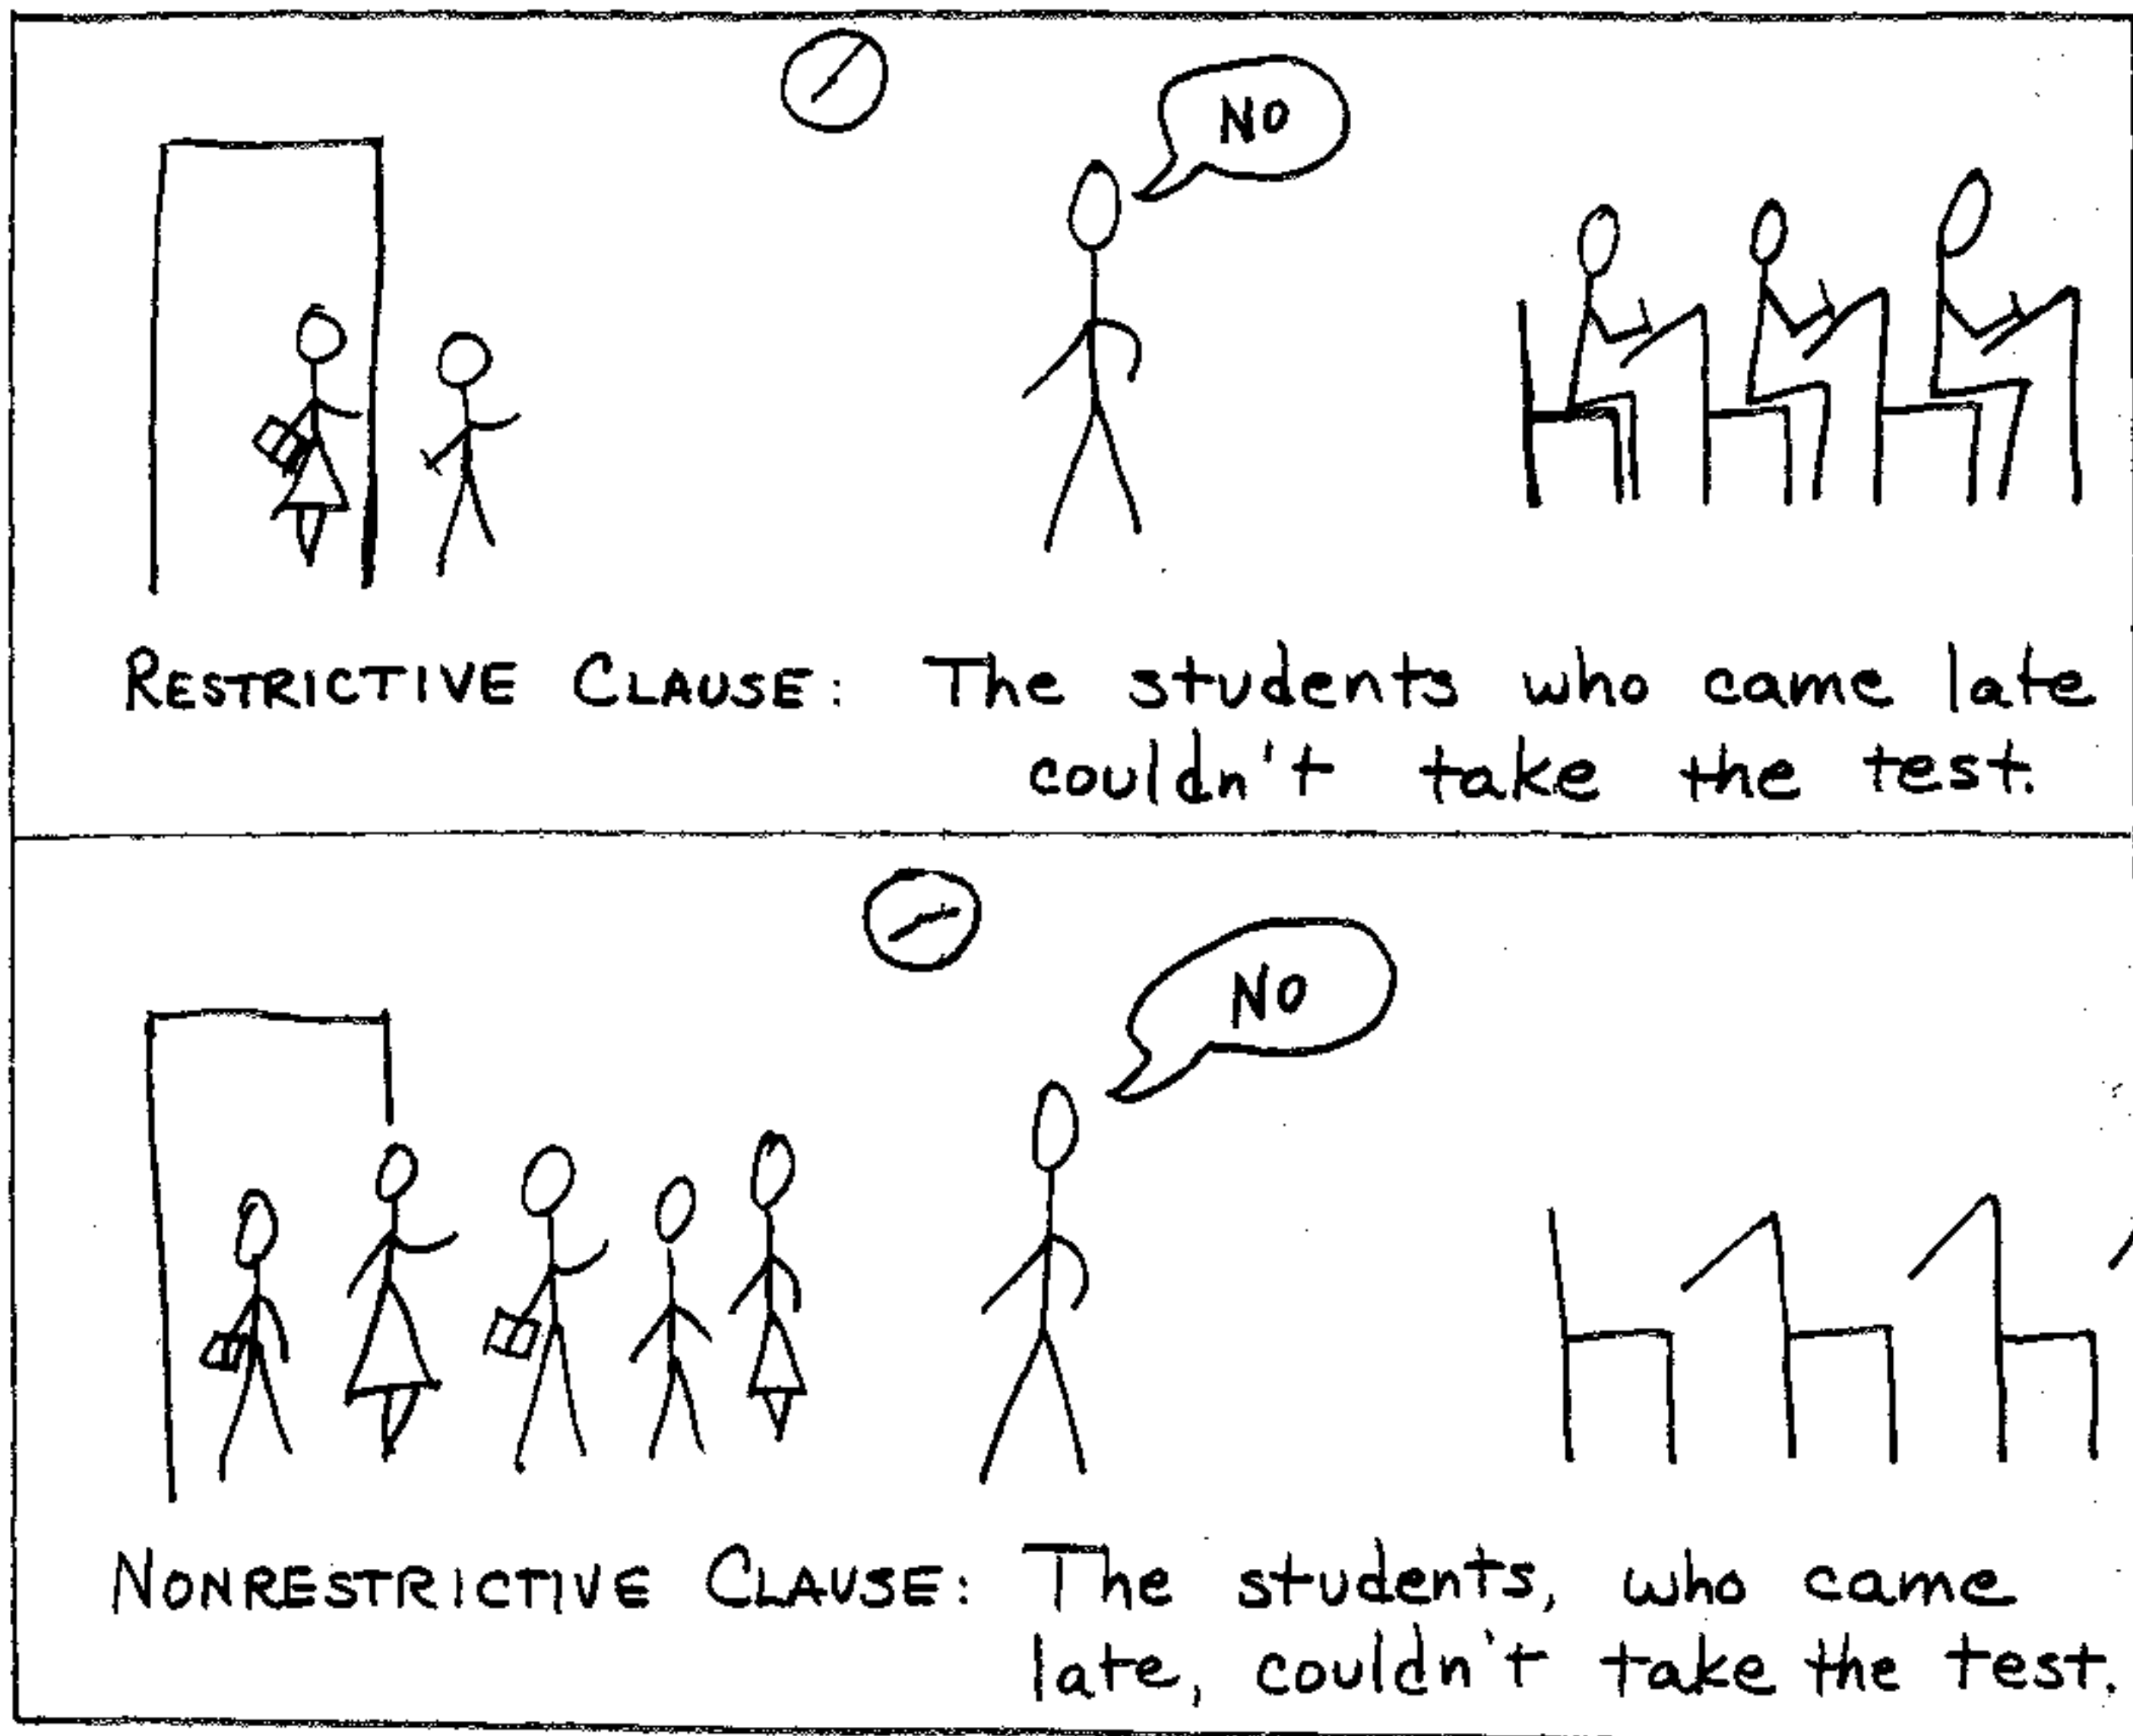 NO
RESTRICTIVE CLAUSE: The students who came late
couldn't take the test.
NO
NONRESTRICTIVE CLAUSE: The students, who came
late, couldn't take the test.